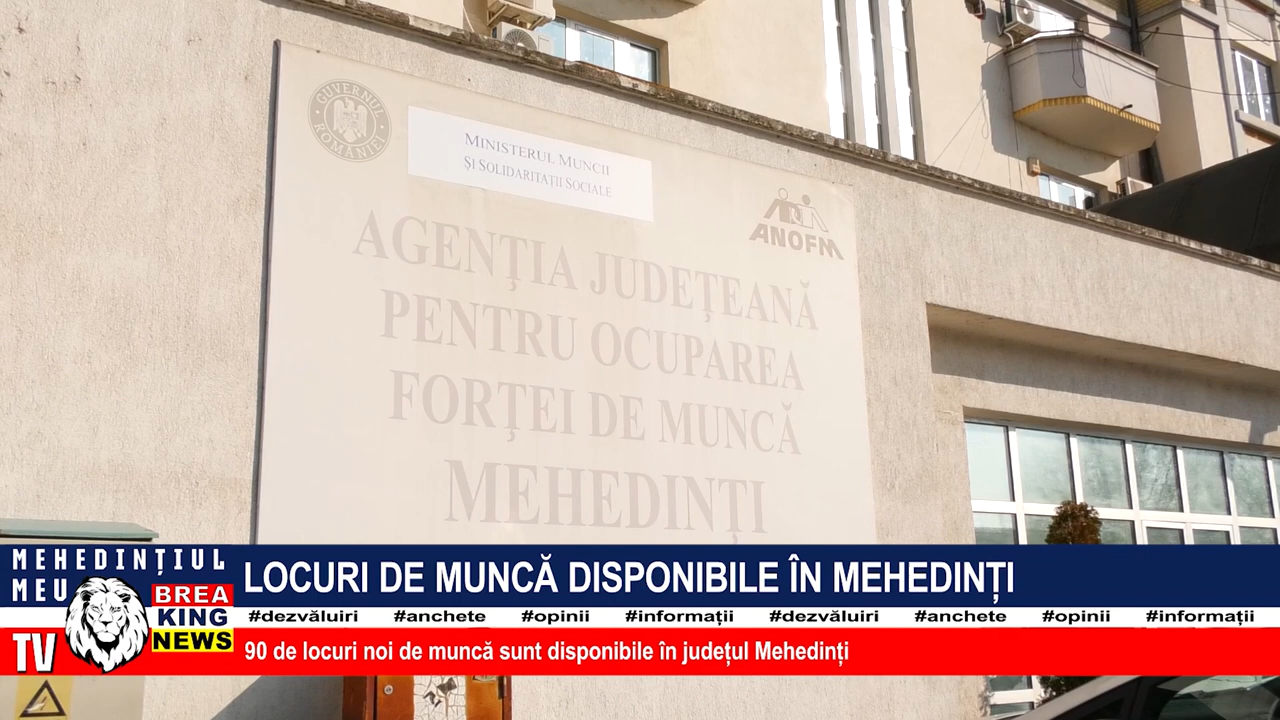 GUVERNUL ROMÂNIEI
MINISTERUL MUNCII
ȘI SOLIDARITĂȚII SOCIALE
ANOFM
AGENȚIA JUDEȚEANĂ
PENTRU OCUPAREA
FORȚEI DE MUNCĂ
MEHEDINȚI
MEHEDINȚIUL
MEU
TV
BREA
KING
NEWS
LOCURI DE MUNCĂ DISPONIBILE ÎN MEHEDINȚI
#dezvăluiri #anchete #opinii #informații #dezvăluiri #anchete #opinii #informații
90 de locuri noi de muncă sunt disponibile în județul Mehedinți